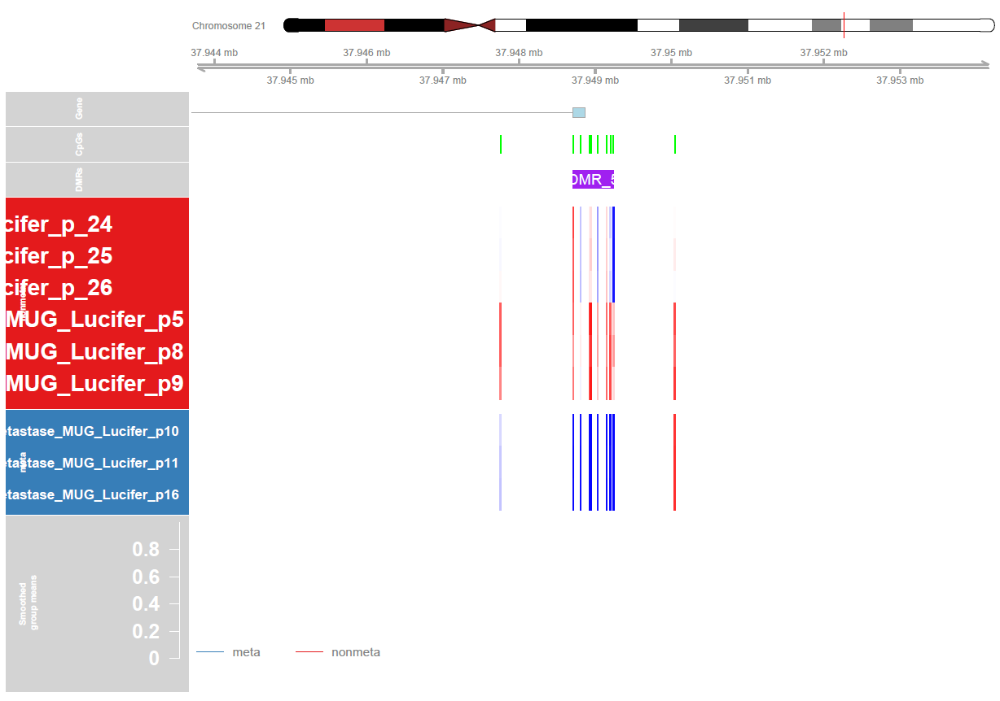 Chromosome 21
37.944 mb 37.946 mb 37.948 mb 37.95 mb 37.952 mb
37.945 mb 37.947 mb 37.949 mb 37.951 mb 37.953 mb
Gene
CpGs
DMRs
DMR_5
cifer_p_24
cifer_p_25
cifer_p_26
MUG_Lucifer_p5
MUG_Lucifer_p8
MUG_Lucifer_p9
nonmeta
etastase_MUG_Lucifer_p10
etastase_MUG_Lucifer_p11
etastase_MUG_Lucifer_p16
meta
Smoothed
group means
0.8
0.6
0.4
0.2
0
meta nonmeta